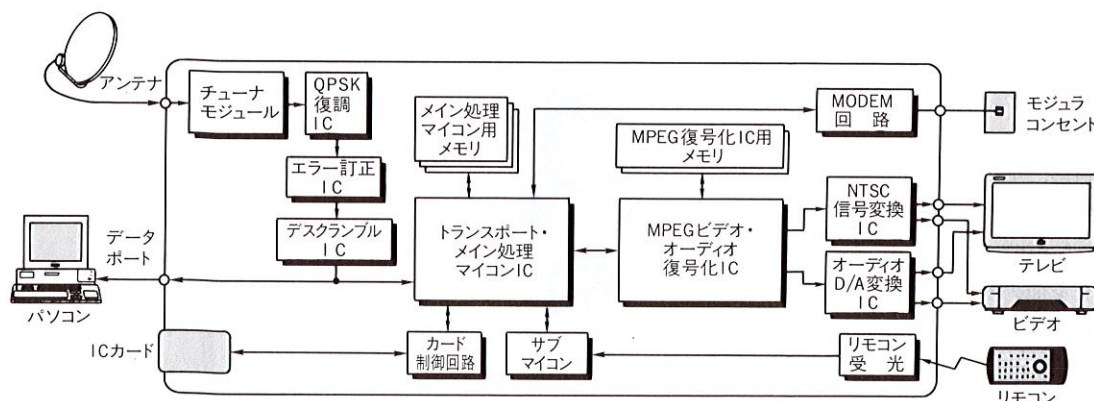 アンテナ
チューナ
モジュール
QPSK
復調
IC
エラー訂正
IC
デスクランブル
IC
メイン処理
マイコン用
メモリ
MPEG復号化IC用
メモリ
MODEM
回路
モジュラ
コンセント
トランスポート・
メイン処理
マイコンIC
MPEGビデオ・
オーディオ
復号化IC
NTSC
信号変換
IC
オーディオ
D/A変換
IC
テレビ
ビデオ
データ
ポート
パソコン
ICカード
カード
制御回路
サブ
マイコン
リモコン
受光
リモコン